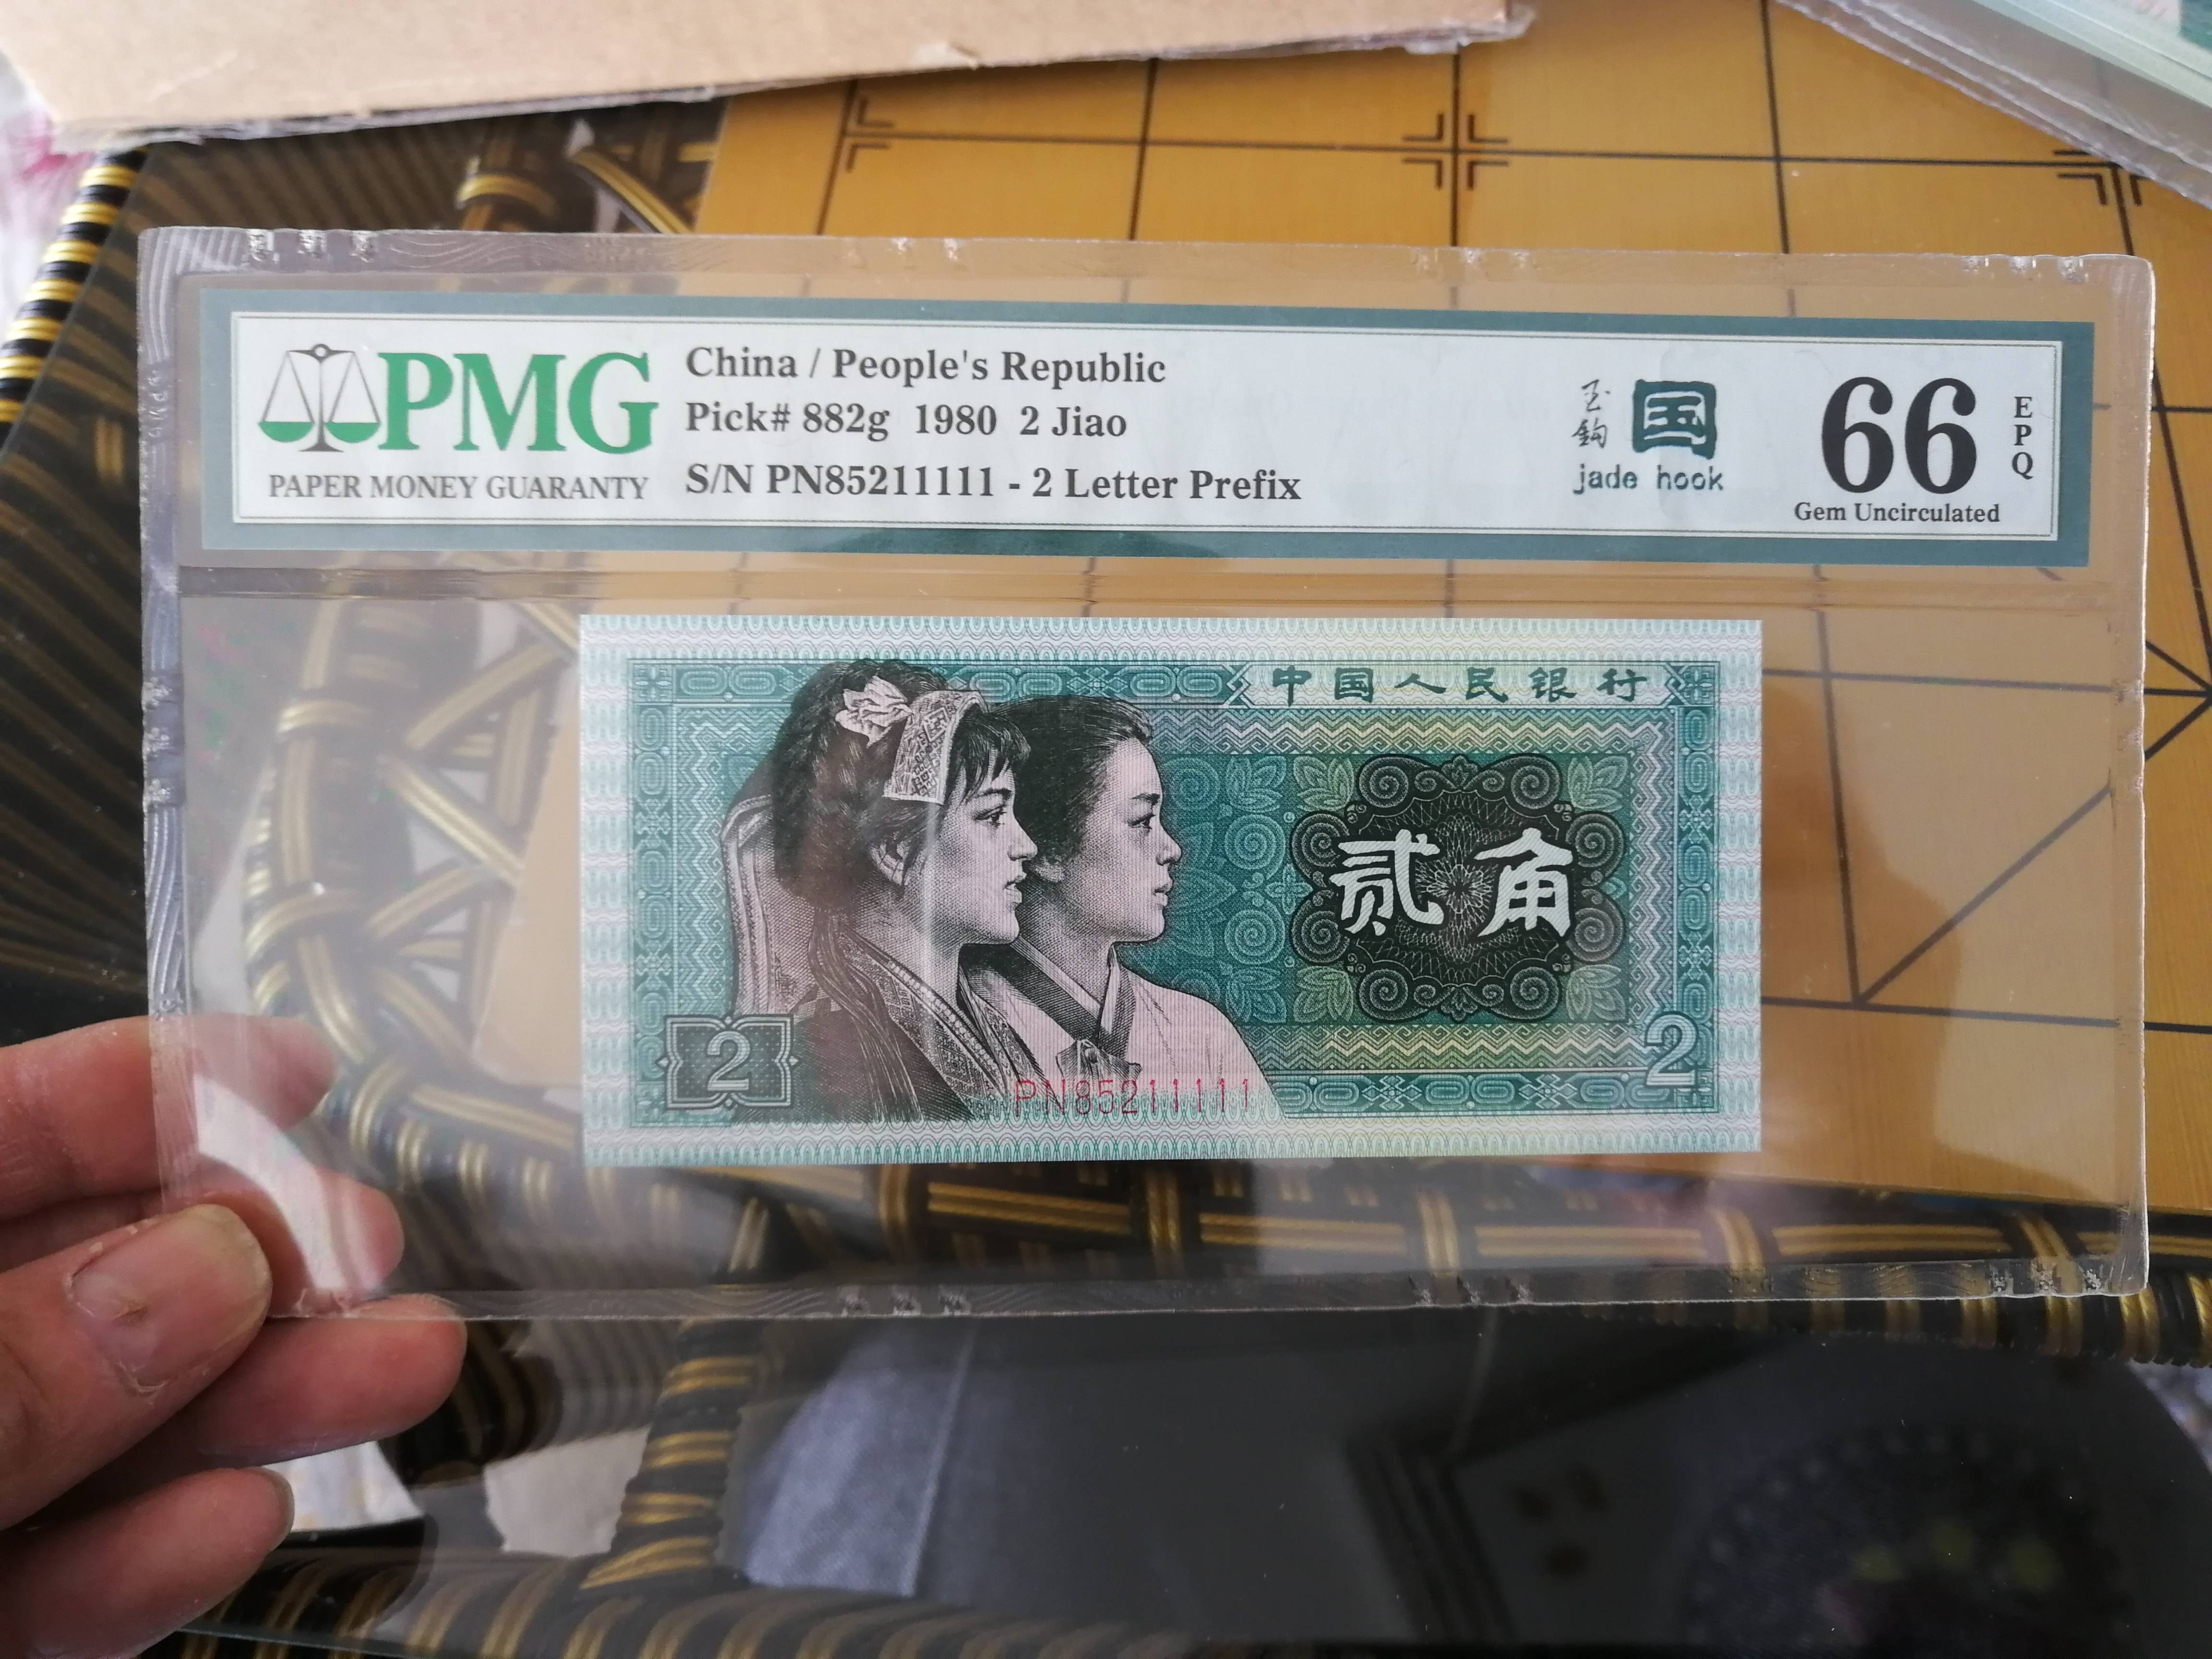 PMG
PAPER MONEY GUARANTY
China / People's Republic
Pick# 882g 1980 2 Jiao
S/N PN85211111 - 2 Letter Prefix
玉鈎
国
jade hook
66
EPQ
Gem Uncirculated
中国人民银行
贰角
2
2
PN85211111